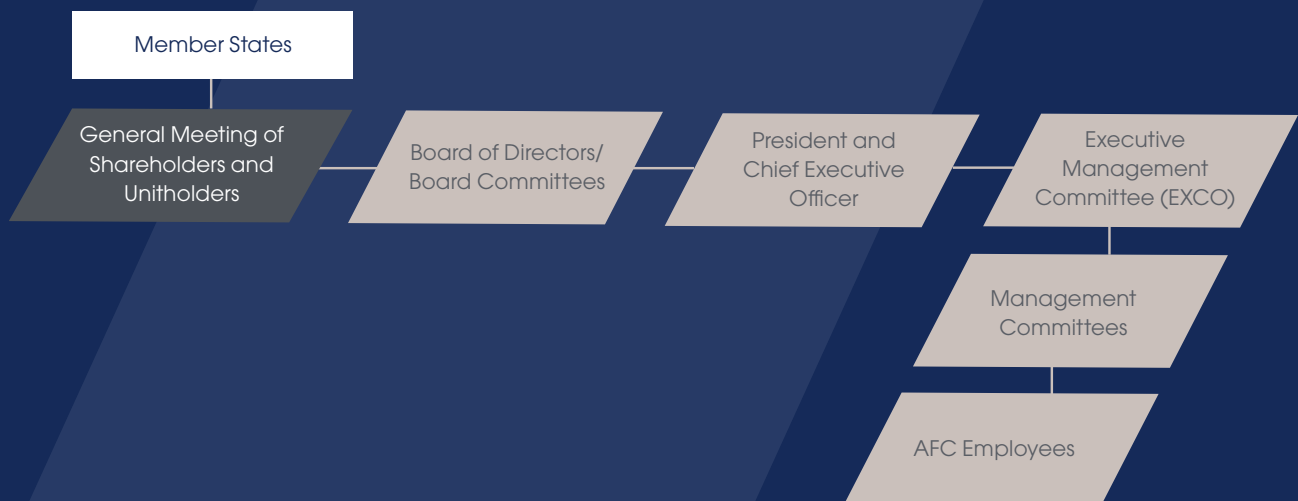 Member States
General Meeting of
Shareholders and
Unitholders
Board of Directors/
Board Committees
President and
Chief Executive
Officer
Executive
Management
Committee (EXCO)
Management
Committees
AFC Employees